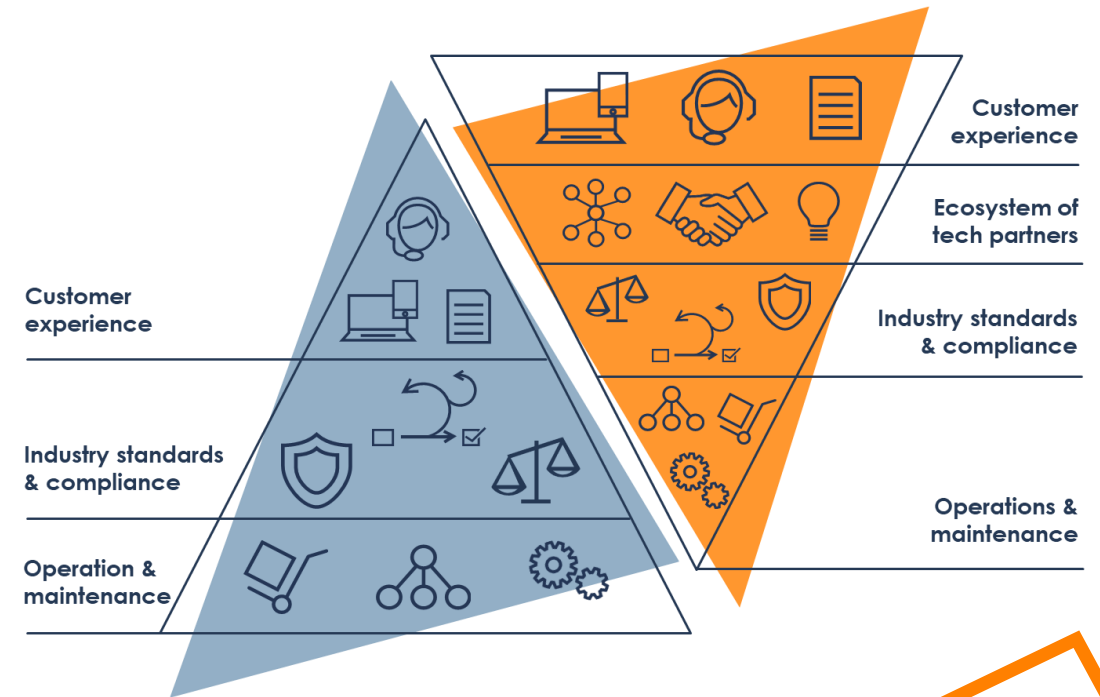 Customer
experience
Industry standards
& compliance
Operation &
maintenance
Customer
experience
Ecosystem of
tech partners
Industry standards
& compliance
Operations &
maintenance